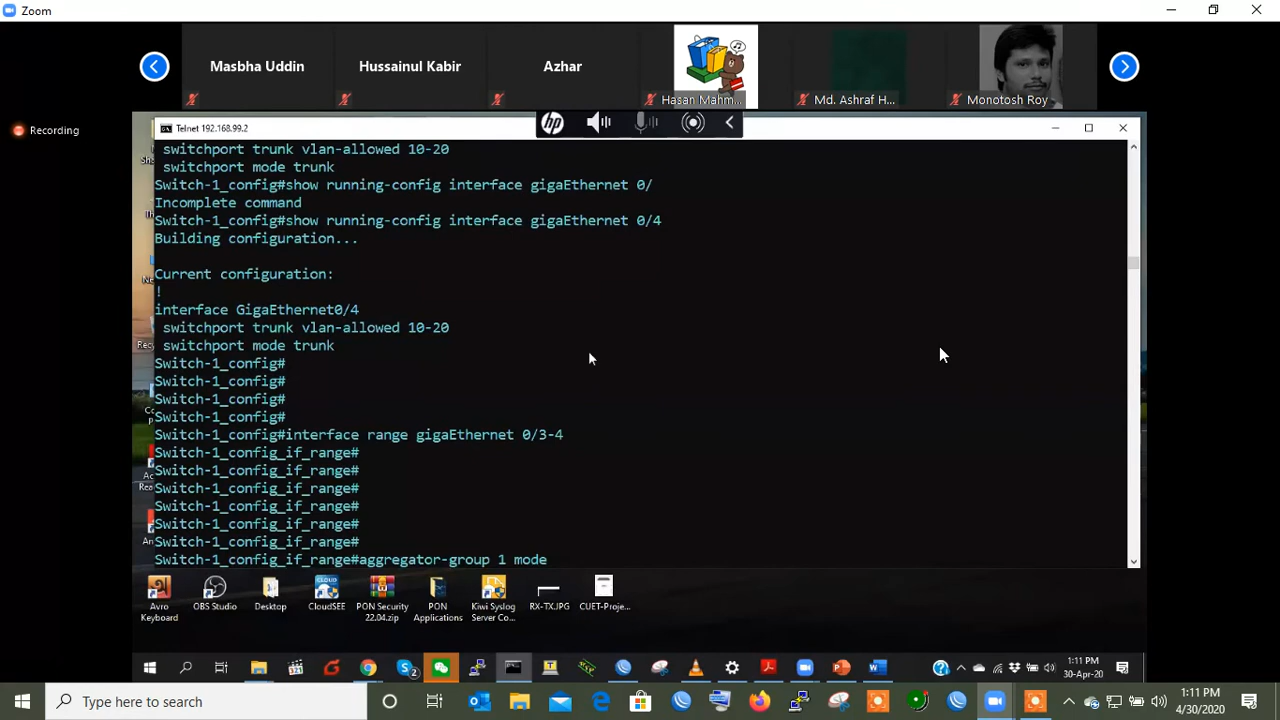 Zoom
Masbha Uddin
Hussainul Kabir
Azhar
Hasan Mahm...
Md. Ashraf H...
Monotosh Roy
Recording
Telnet 192.168.99.2
hp
switchport trunk vlan-allowed 10-20
switchport mode trunk
Switch-1_config#show running-config interface gigaEthernet 0/
Incomplete command
Switch-1_config#show running-config interface gigaEthernet 0/4
Building configuration...
Current configuration:
!
interface GigaEthernet0/4
switchport trunk vlan-allowed 10-20
switchport mode trunk
Switch-1_config#
Switch-1_config#
Switch-1_config#
Switch-1_config#
Switch-1_config#interface range gigaEthernet 0/3-4
Switch-1_config_if_range#
Switch-1_config_if_range#
Switch-1_config_if_range#
Switch-1_config_if_range#
Switch-1_config_if_range#
Switch-1_config_if_range#
Switch-1_config_if_range#aggregator-group 1 mode
CLOUD
Avro
Keyboard
OBS Studio
Desktop
CloudSEE
PON Security
22.04.zip
PON
Applications
Kiwi Syslog
Server Co...
RX-TX.JPG
CUET-Proje...
1:11 PM
30-Apr-20
Type here to search
1:11 PM
4/30/2020